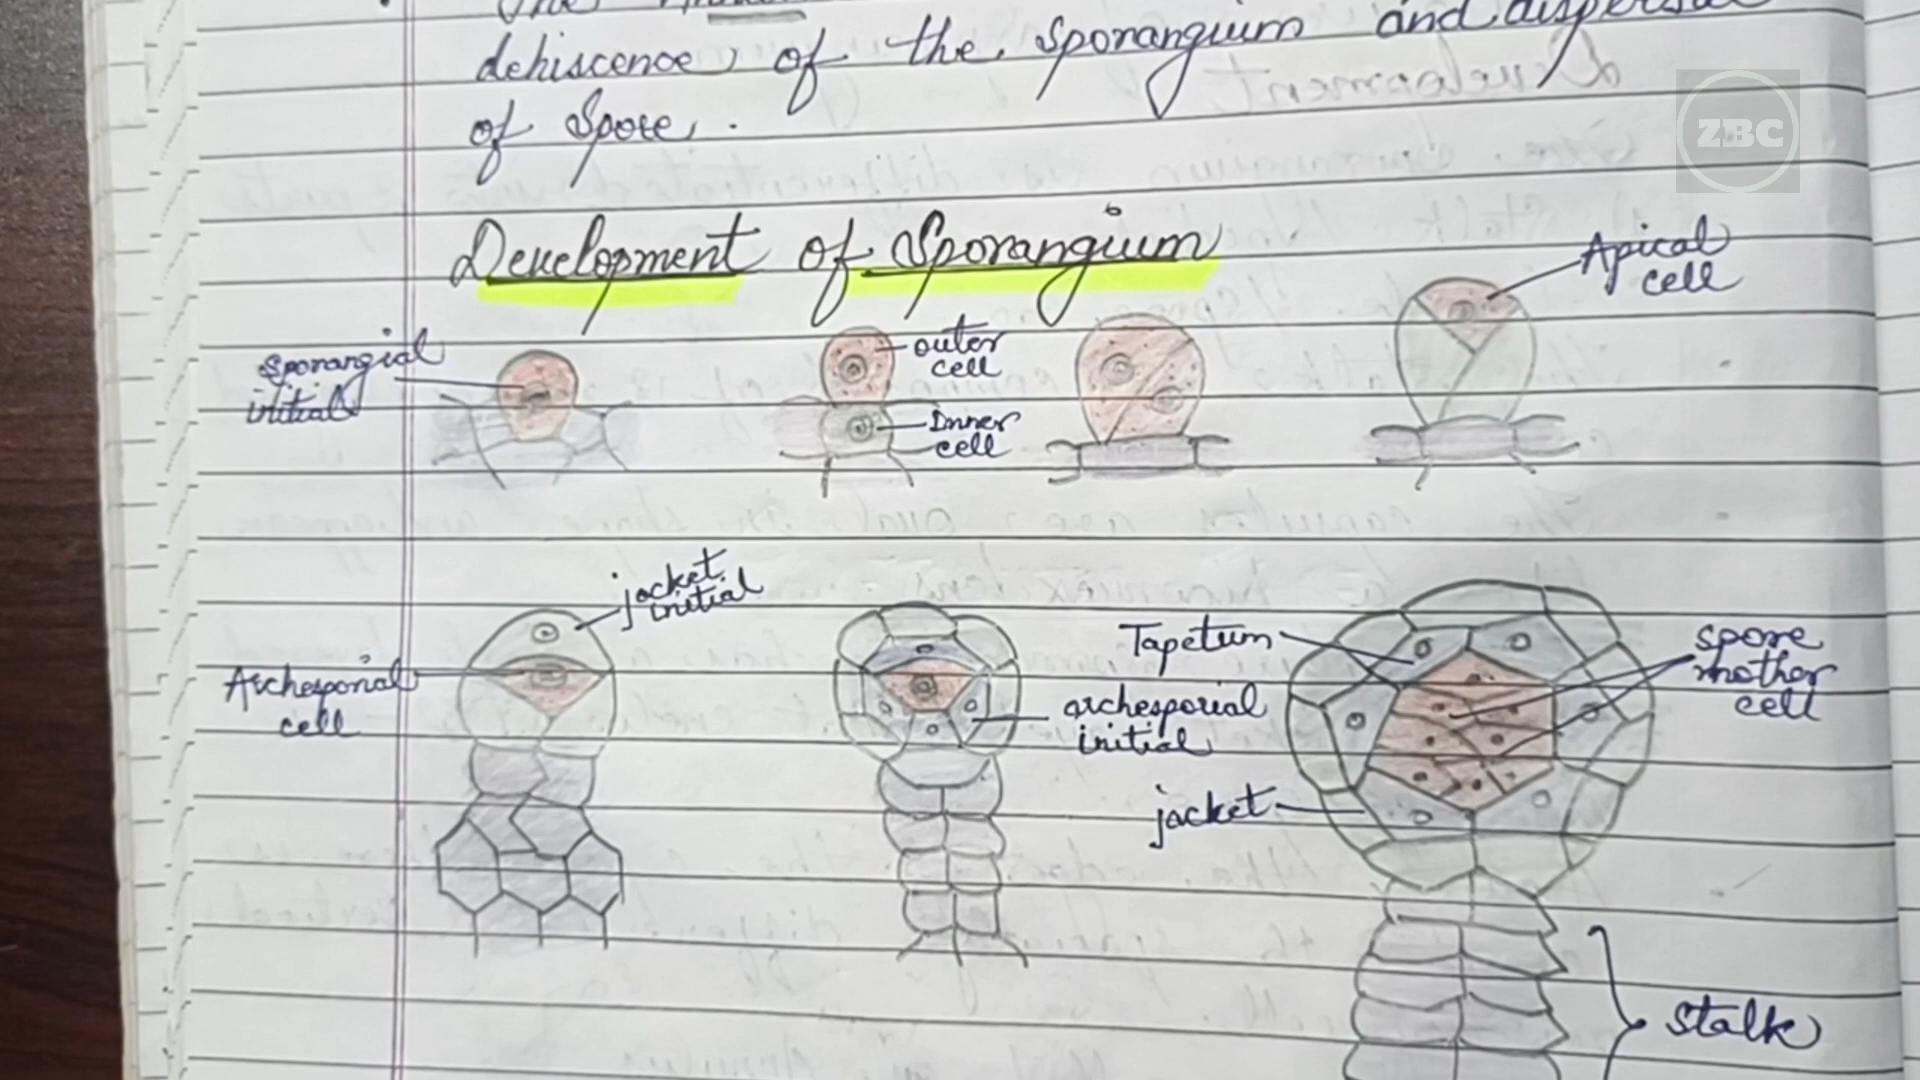 The
dehiscence of the sporangium and dispersal
of spore.
ZBC
Development of Sporangium
Apical
cell
sporangial
initial
outer
cell
Inner
cell
jacket
initial
Archesporial
cell
archesporial
initial
Tapetum
jacket
spore
mother
cell
stalk